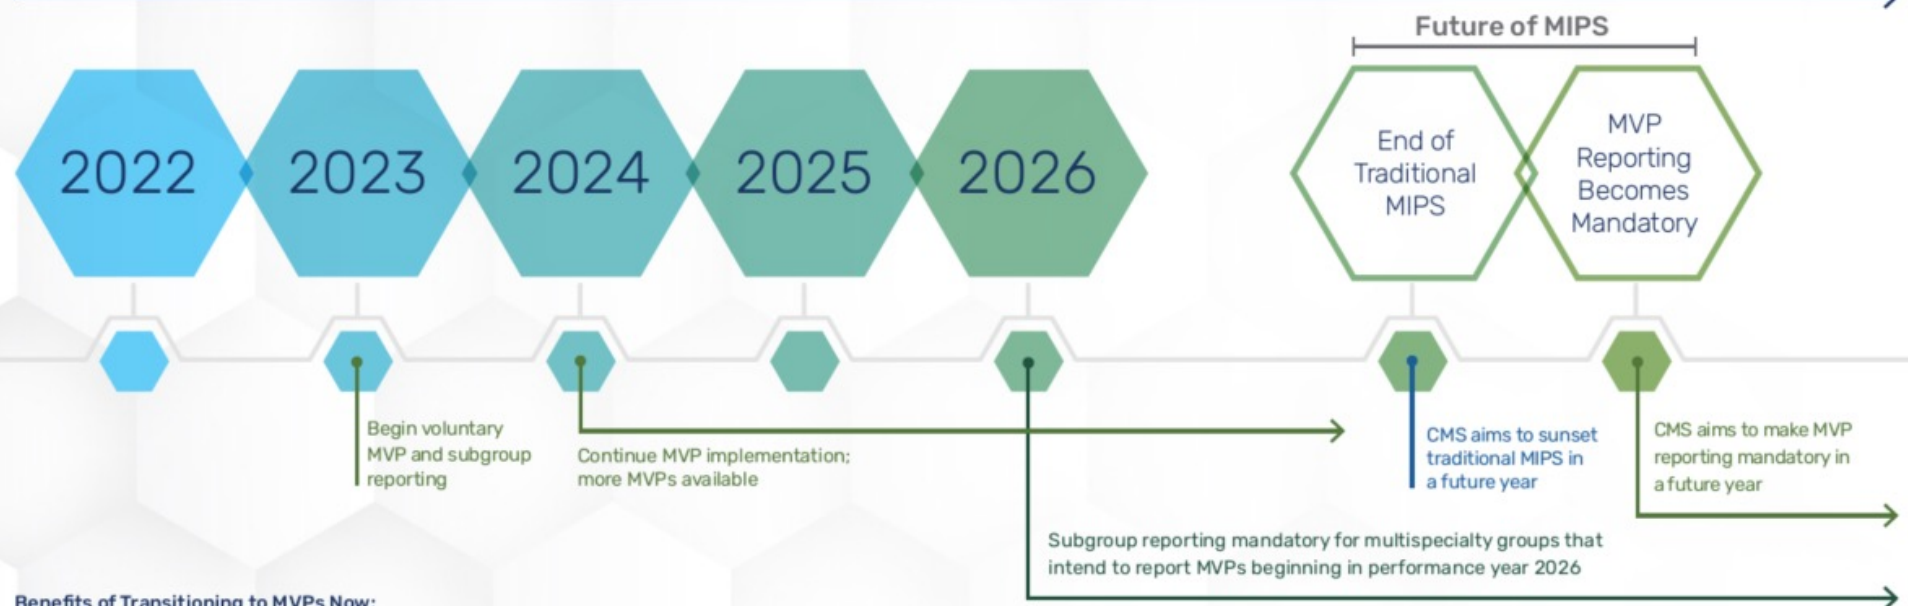 Future of MIPS
2022
2023
2024
2025
2026
End of
Traditional
MIPS
MVP
Reporting
Becomes
Mandatory
Begin voluntary
MVP and subgroup
reporting
Continue MVP implementation;
more MVPs available
CMS aims to sunset
traditional MIPS in
a future year
CMS aims to make MVP
reporting mandatory in
a future year
Subgroup reporting mandatory for multispecialty groups that
intend to report MVPs beginning in performance year 2026
Benefits of Transitioning to MVPs Now: